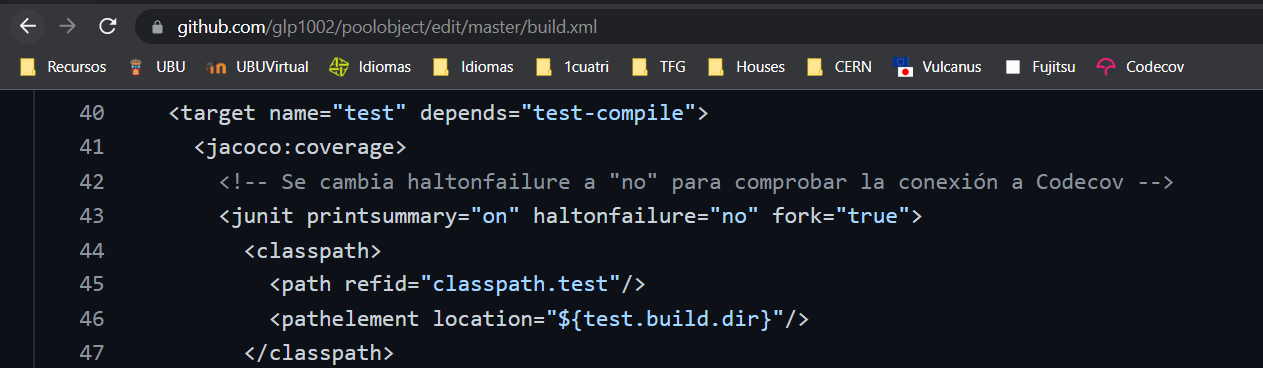 github.com/glp1002/poolobject/edit/master/build.xml
Recursos UBU UBUVirtual Idiomas Idiomas 1cuatri TFG Houses CERN Vulcanus Fujitsu Codecov
40 <target name="test" depends="test-compile">
41 <jacoco:coverage>
42 <!-- Se cambia haltonfailure a "no" para comprobar la conexión a Codecov -->
43 <junit printsummary="on" haltonfailure="no" fork="true">
44 <classpath>
45 <path refid="classpath.test"/>
46 <pathelement location="${test.build.dir}"/>
47 </classpath>